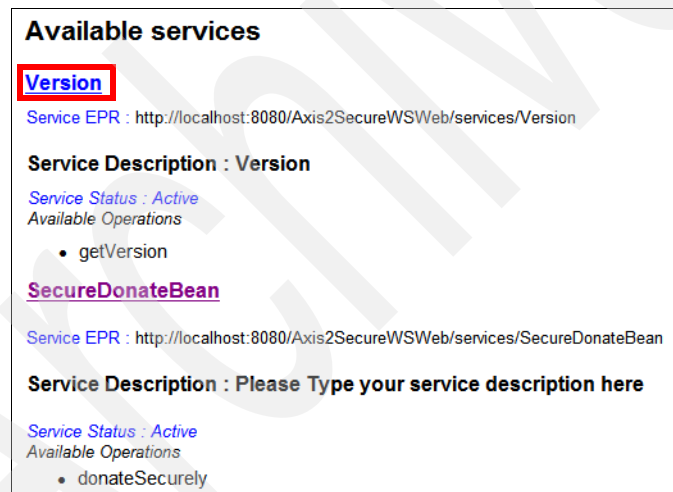 Available services
Version
Service EPR : http://localhost:8080/Axis2SecureWSWeb/services/Version
Service Description : Version
Service Status : Active
Available Operations
• getVersion
SecureDonateBean
Service EPR : http://localhost:8080/Axis2SecureWSWeb/services/SecureDonateBean
Service Description : Please Type your service description here
Service Status : Active
Available Operations
• donateSecurely